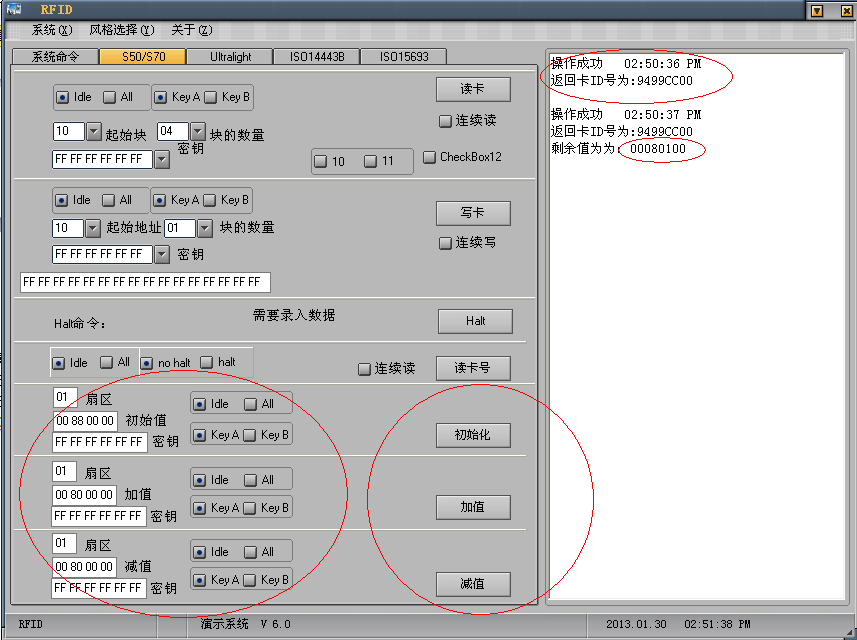 RFID
系统(X) 风格选择(Y) 关于(Z)
系统命令 S50/S70 Ultralight ISO14443B ISO15693
Idle All Key A Key B 读卡
连续读
10 起始块 04 块的数量
密钥
FF FF FF FF FF FF
10 11 CheckBox12
Idle All Key A Key B 写卡
10 起始地址 01 块的数量
连续写
FF FF FF FF FF FF 密钥
FF FF FF FF FF FF FF FF FF FF FF FF FF FF FF FF
Halt命令: 需要录入数据 Halt
Idle All no halt halt 连续读 读卡号
01 扇区 Idle All
00 88 00 00 初始值
FF FF FF FF FF FF 密钥 Key A Key B 初始化
01 扇区 Idle All
00 80 00 00 加值
FF FF FF FF FF FF 密钥 Key A Key B 加值
01 扇区 Idle All
00 80 00 00 减值
FF FF FF FF FF FF 密钥 Key A Key B 减值
操作成功 02:50:36 PM
返回卡ID号为:9499CC00
操作成功 02:50:37 PM
返回卡ID号为:9499CC00
剩余值为为: 00080100
RFID 演示系统 V 6.0 2013.01.30 02:51:38 PM